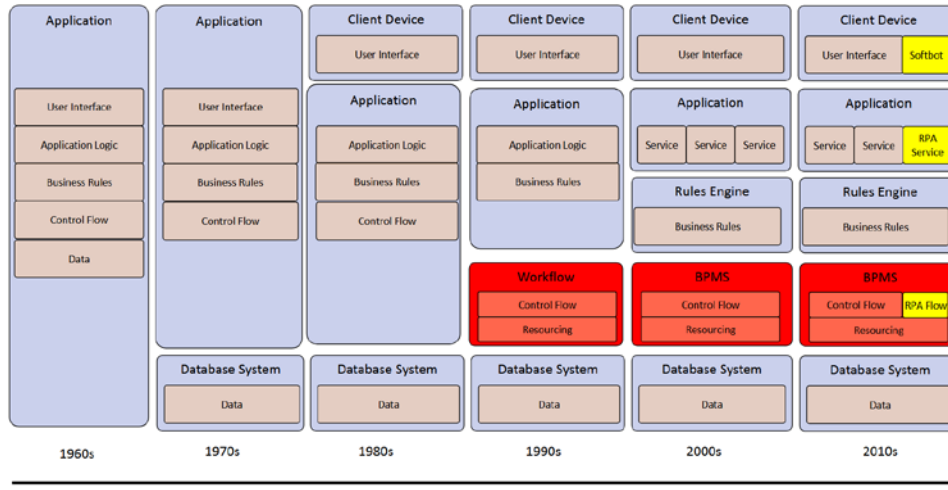 Application
User Interface
Application Logic
Business Rules
Control Flow
Data
1960s
Application
User Interface
Application Logic
Business Rules
Control Flow
Database System
Data
1970s
Client Device
User Interface
Application
Application Logic
Business Rules
Control Flow
Database System
Data
1980s
Client Device
User Interface
Application
Application Logic
Business Rules
Workflow
Control Flow
Resourcing
Database System
Data
1990s
Client Device
User Interface
Application
Service Service Service
Rules Engine
Business Rules
BPMS
Control Flow
Resourcing
Database System
Data
2000s
Client Device
User Interface Softbot
Application
Service Service RPA
Service
Rules Engine
Business Rules
BPMS
Control Flow RPA Flow
Resourcing
Database System
Data
2010s